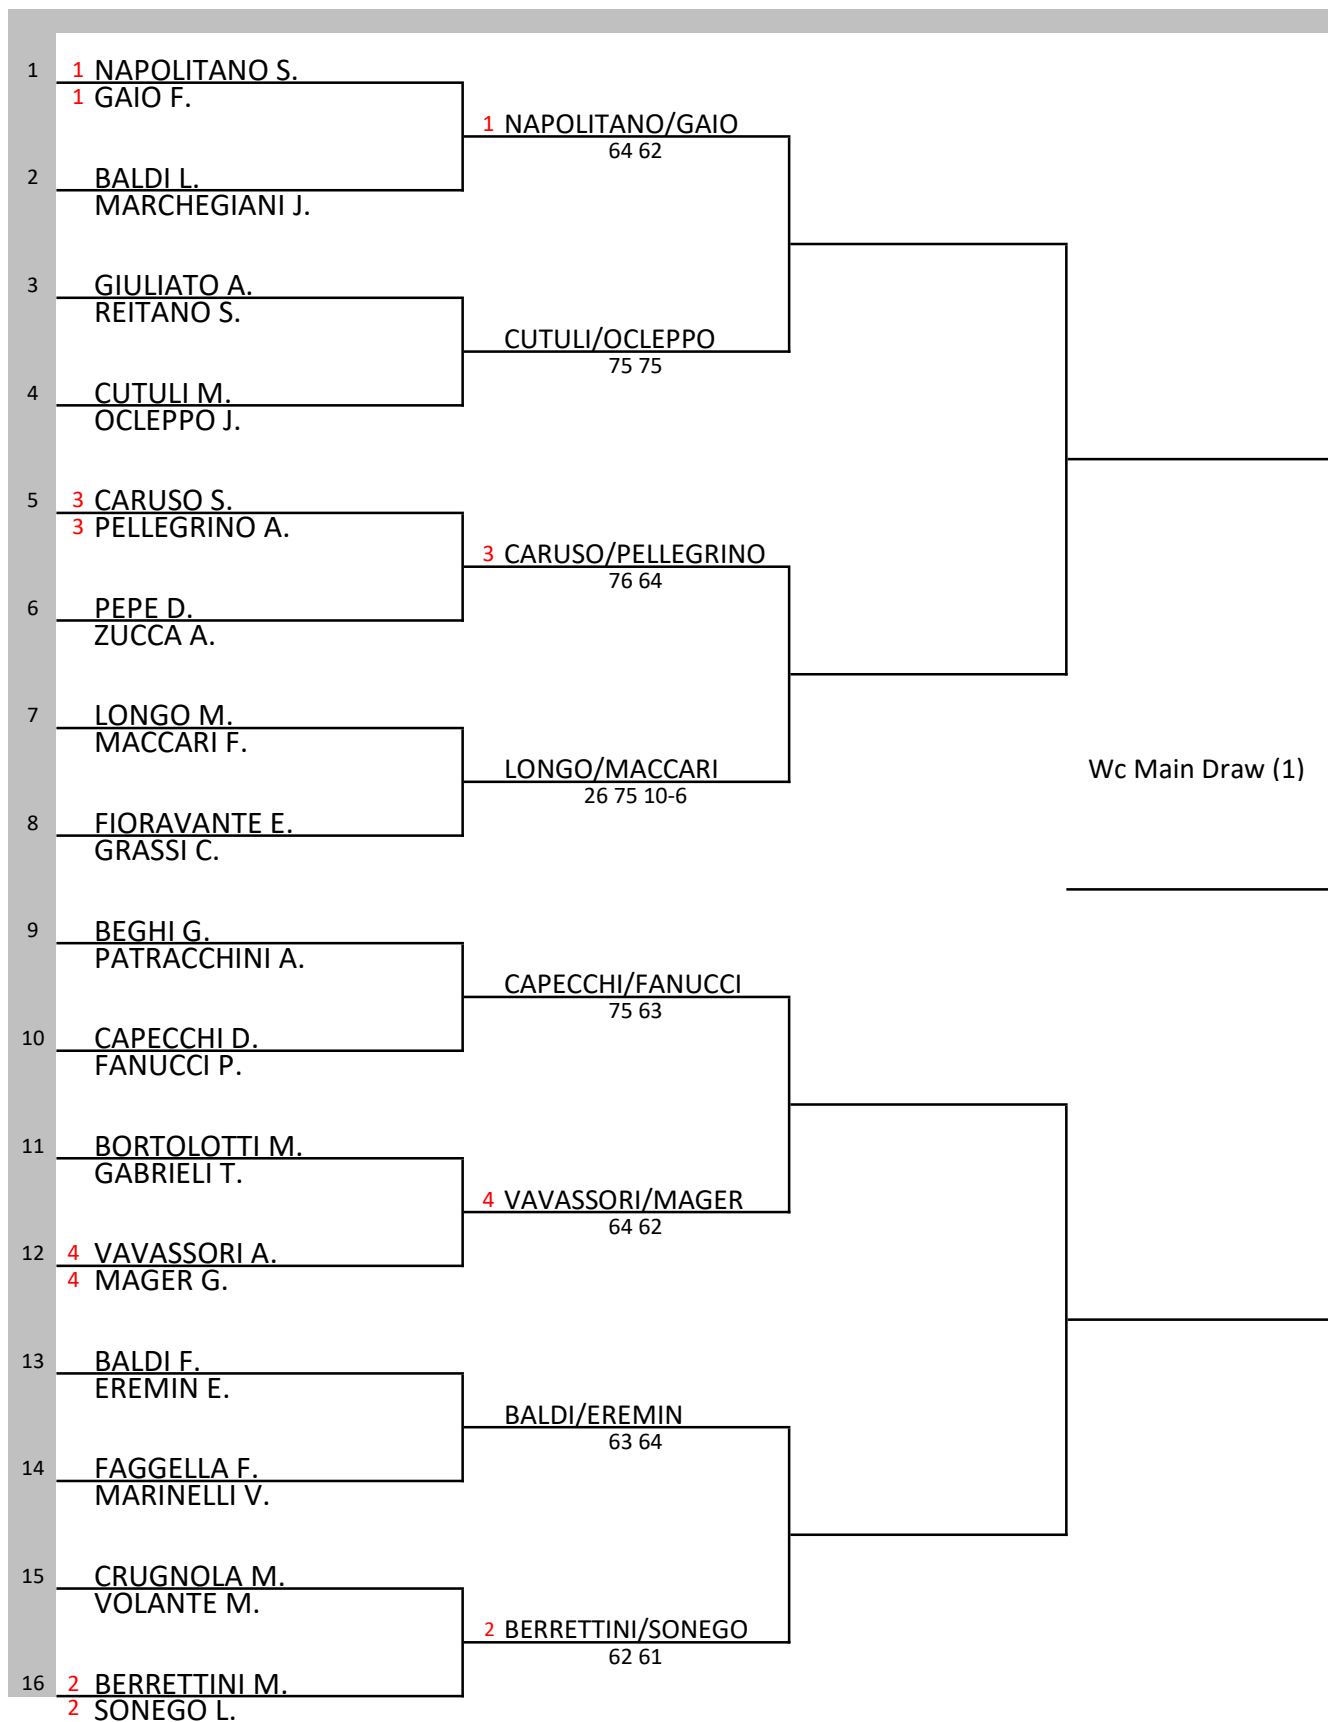 1 1 NAPOLITANO S.
1 GAIO F.
1 NAPOLITANO/GAIO
64 62
2 BALDI L.
MARCHEGIANI J.
3 GIULIATO A.
REITANO S.
CUTULI/OCLEPPO
75 75
4 CUTULI M.
OCLEPPO J.
5 3 CARUSO S.
3 PELLEGRINO A.
3 CARUSO/PELLEGRINO
76 64
6 PEPE D.
ZUCCA A.
7 LONGO M.
MACCARI F.
LONGO/MACCARI
26 75 10-6
Wc Main Draw (1)
8 FIORAVANTE E.
GRASSI C.
9 BEGHI G.
PATRACCHINI A.
CAPECCHI/FANUCCI
75 63
10 CAPECCHI D.
FANUCCI P.
11 BORTOLOTTI M.
GABRIELI T.
4 VAVASSORI/MAGER
64 62
12 4 VAVASSORI A.
4 MAGER G.
13 BALDI F.
EREMIN E.
BALDI/EREMIN
63 64
14 FAGGELLA F.
MARINELLI V.
15 CRUGNOLA M.
VOLANTE M.
2 BERRETTINI/SONEGO
62 61
16 2 BERRETTINI M.
2 SONEGO L.